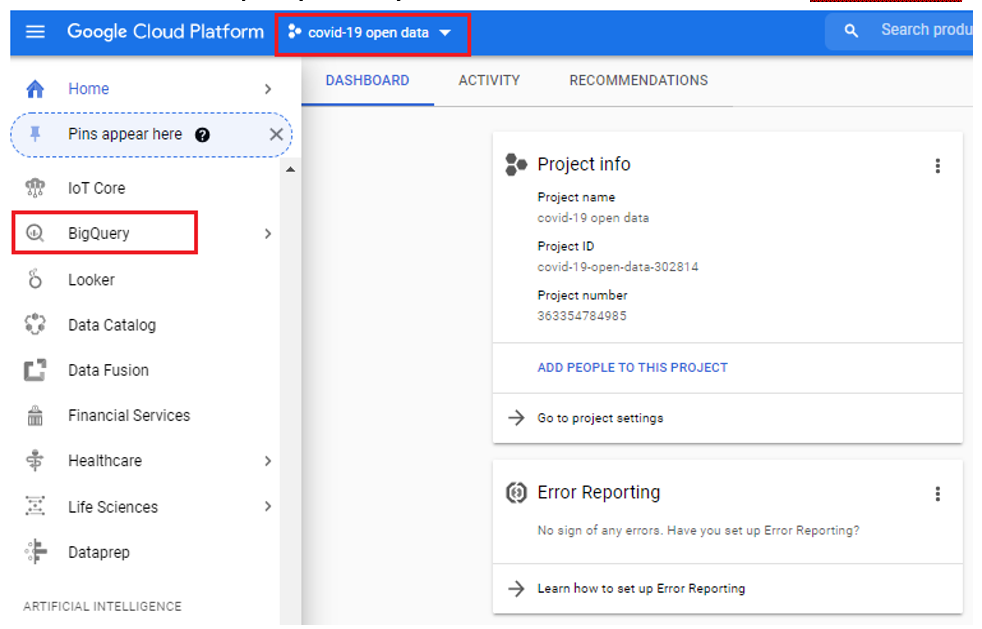 Google Cloud Platform
covid-19 open data
Search produ
Home
Pins appear here
IoT Core
BigQuery
Looker
Data Catalog
Data Fusion
Financial Services
Healthcare
Life Sciences
Dataprep
ARTIFICIAL INTELLIGENCE
DASHBOARD ACTIVITY RECOMMENDATIONS
Project info
Project name
covid-19 open data
Project ID
covid-19-open-data-302814
Project number
363354784985
ADD PEOPLE TO THIS PROJECT
Go to project settings
Error Reporting
No sign of any errors. Have you set up Error Reporting?
Learn how to set up Error Reporting